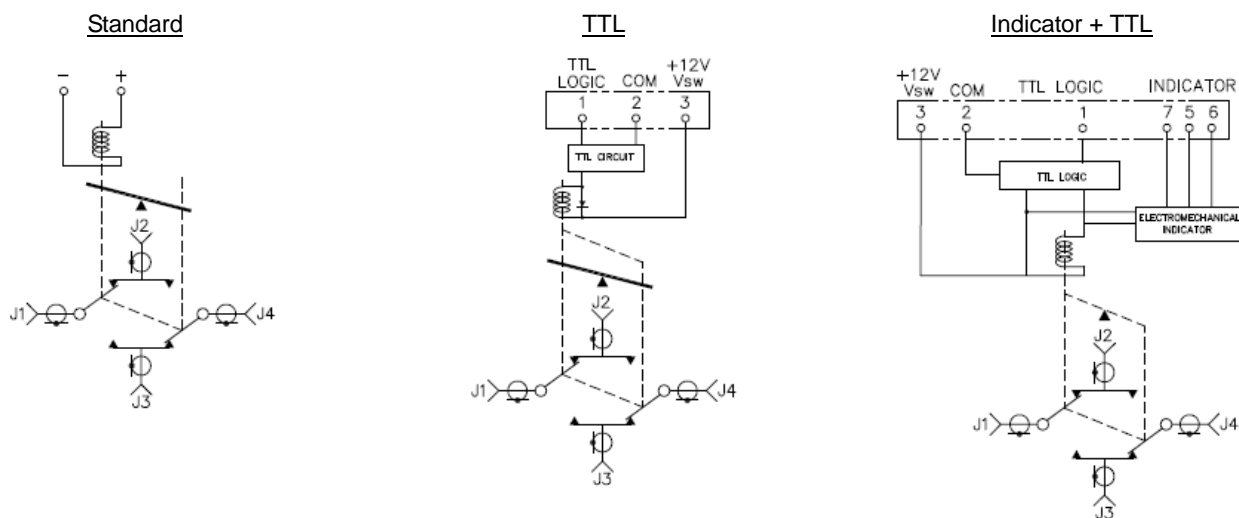 Standard
− +
J2
J1
J4
J3
TTL
TTL
LOGIC COM +12V
Vsw
1 2 3
TTL CIRCUIT
J2
J1
J4
J3
Indicator + TTL
+12V
Vsw COM TTL LOGIC INDICATOR
3 2 1 7 5 6
TTL LOGIC
ELECTROMECHANICAL
INDICATOR
J2
J1
J4
J3